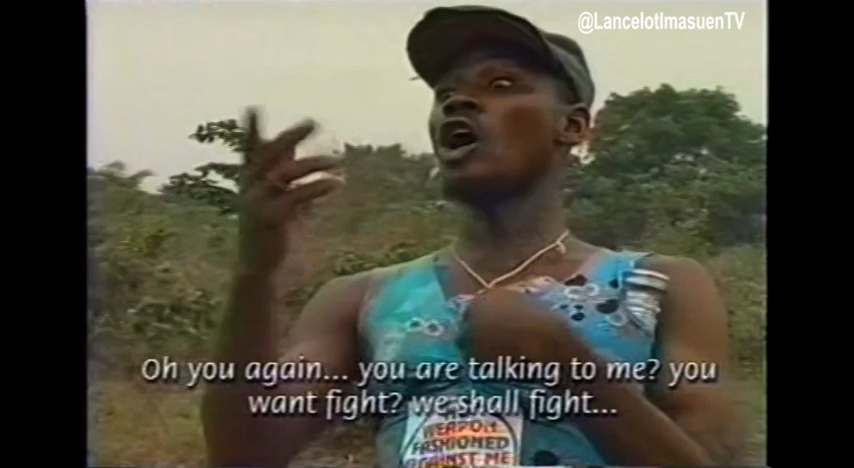 @LancelotImasuenTV
Oh you again... you are talking to me? you
want fight? we shall fight...
WEAPON
FASHIONED
AGAINST ME